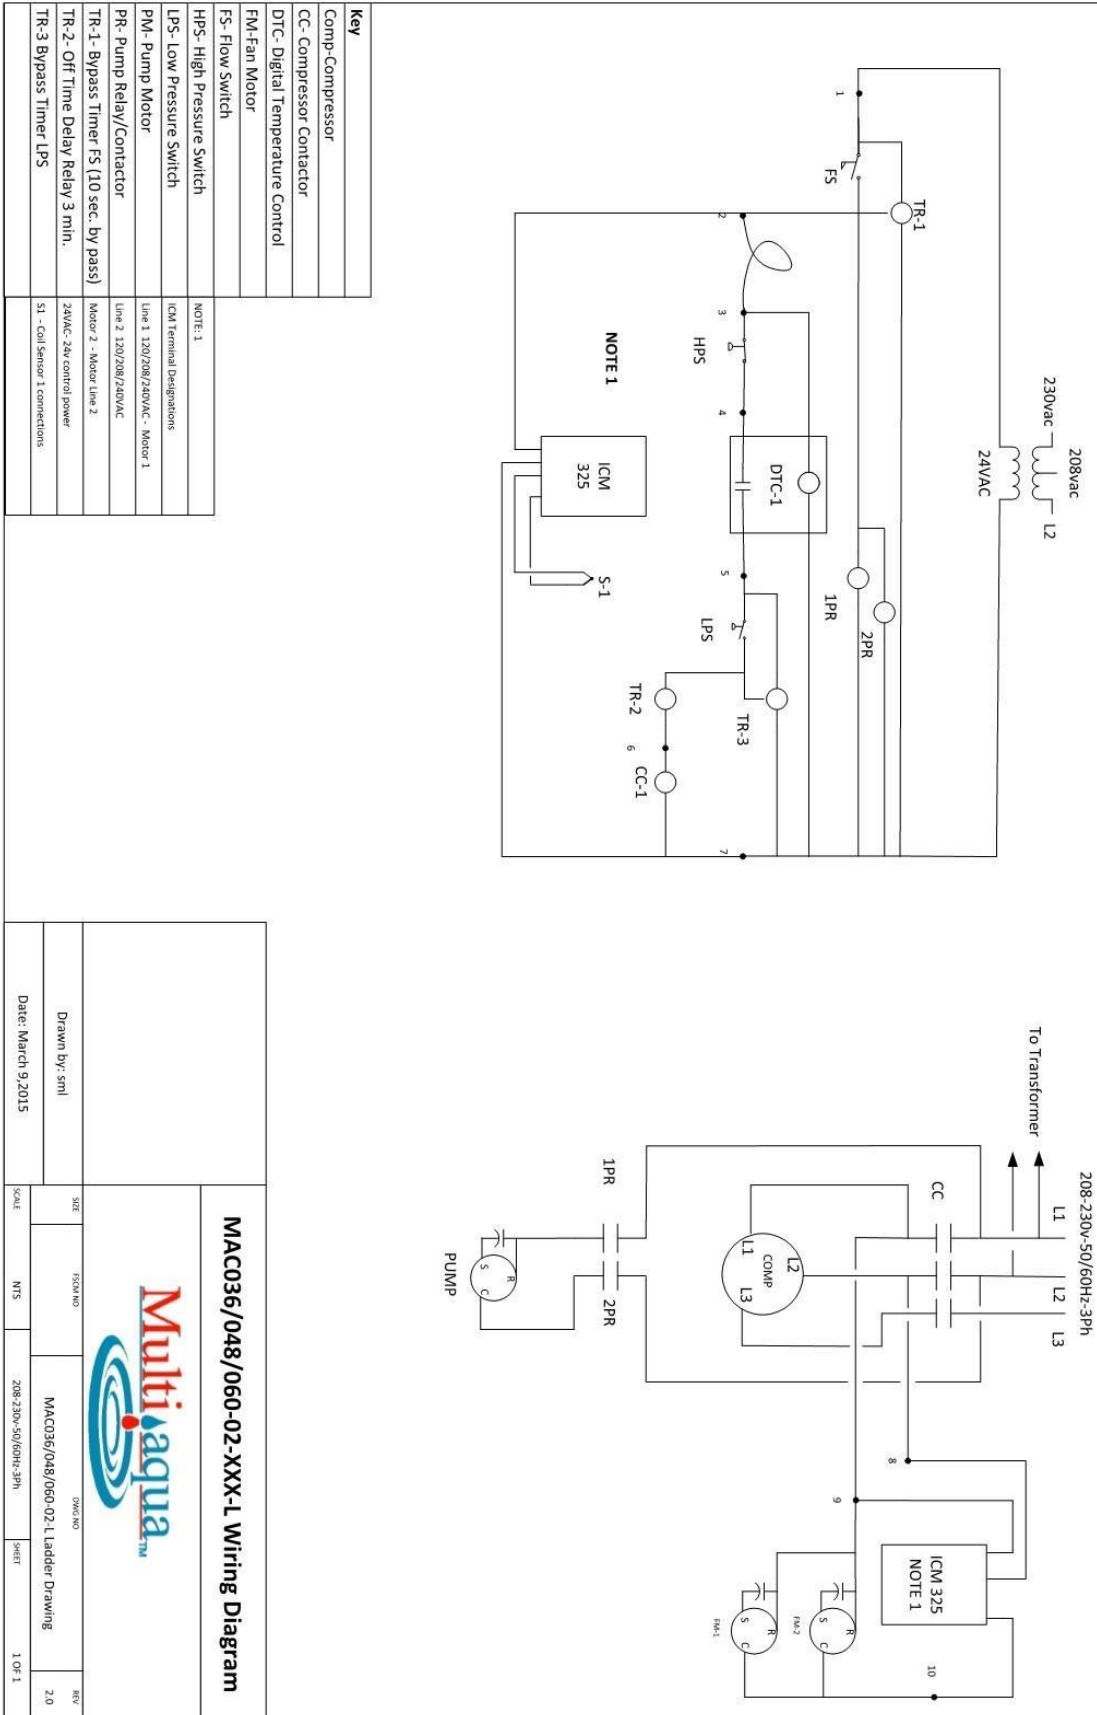 208vac
230vac
L2
24VAC
1
FS
TR-1
2
3
HPS
4
DTC-1
5
LPS
1PR
2PR
TR-3
TR-2
6
CC-1
7
NOTE 1
ICM
325
S-1
208-230v-50/60Hz-3Ph
L1
L2
L3
To Transformer
CC
COMP
L1
L2
L3
1PR
2PR
PUMP
R
S
C
8
9
10
ICM 325
NOTE 1
FM-2
R
S
C
FM-1
R
S
C
Key
Comp-Compressor
CC- Compressor Contactor
DTC- Digital Temperature Control
FM-Fan Motor
FS- Flow Switch
HPS- High Pressure Switch
LPS- Low Pressure Switch
PM- Pump Motor
PR- Pump Relay/Contactor
TR-1- Bypass Timer FS (10 sec. by pass)
TR-2- Off Time Delay Relay 3 min.
TR-3 Bypass Timer LPS
NOTE: 1
ICM Terminal Designations
Line 1 120/208/240VAC - Motor 1
Line 2 120/208/240VAC
Motor 2 - Motor Line 2
24VAC- 24v control power
S1 - Coil Sensor 1 connections
MAC036/048/060-02-XXX-L Wiring Diagram
Multiaqua TM
Drawn by: sml
Date: March 9,2015
SIZE
FSCM NO
DWG NO
REV
MAC036/048/060-02-L Ladder Drawing
2.0
SCALE
NTS
208-230v-50/60Hz-3Ph
SHEET
1 OF 1